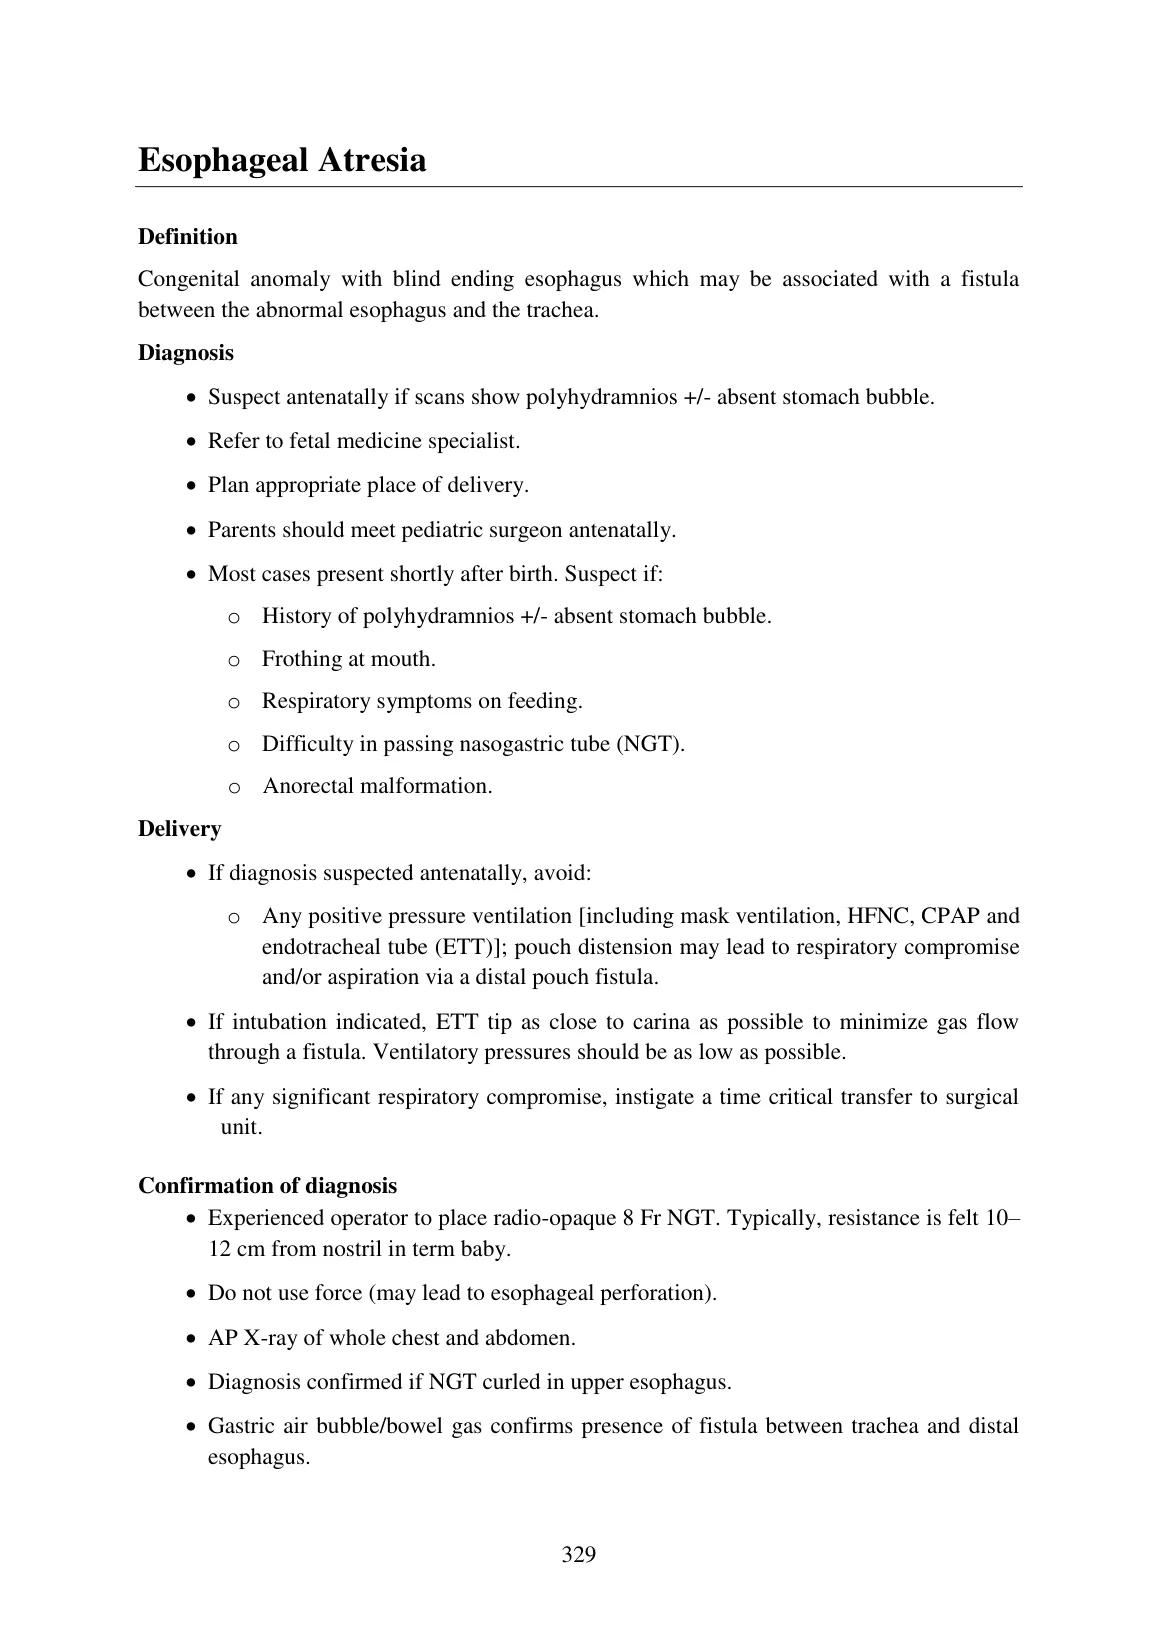 Esophageal Atresia
Definition
Congenital anomaly with blind ending esophagus which may be associated with a fistula
between the abnormal esophagus and the trachea.
Diagnosis
• Suspect antenatally if scans show polyhydramnios +/- absent stomach bubble.
• Refer to fetal medicine specialist.
• Plan appropriate place of delivery.
• Parents should meet pediatric surgeon antenatally.
• Most cases present shortly after birth. Suspect if:
o History of polyhydramnios +/- absent stomach bubble.
o Frothing at mouth.
o Respiratory symptoms on feeding.
o Difficulty in passing nasogastric tube (NGT).
o Anorectal malformation.
Delivery
• If diagnosis suspected antenatally, avoid:
o Any positive pressure ventilation [including mask ventilation, HFNC, CPAP and
endotracheal tube (ETT)]; pouch distension may lead to respiratory compromise
and/or aspiration via a distal pouch fistula.
• If intubation indicated, ETT tip as close to carina as possible to minimize gas flow
through a fistula. Ventilatory pressures should be as low as possible.
• If any significant respiratory compromise, instigate a time critical transfer to surgical
unit.
Confirmation of diagnosis
• Experienced operator to place radio-opaque 8 Fr NGT. Typically, resistance is felt 10–
12 cm from nostril in term baby.
• Do not use force (may lead to esophageal perforation).
• AP X-ray of whole chest and abdomen.
• Diagnosis confirmed if NGT curled in upper esophagus.
• Gastric air bubble/bowel gas confirms presence of fistula between trachea and distal
esophagus.
329